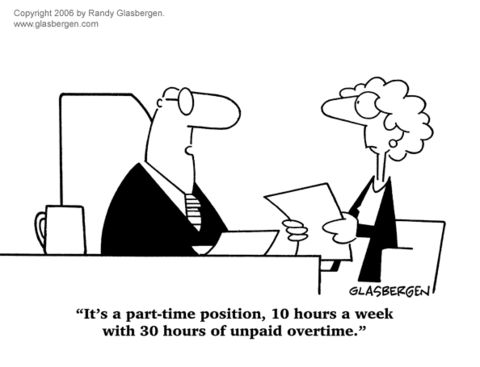 Copyright 2006 by Randy Glasbergen.
www.glasbergen.com
GLASBERGEN
“It’s a part-time position, 10 hours a week
with 30 hours of unpaid overtime.”